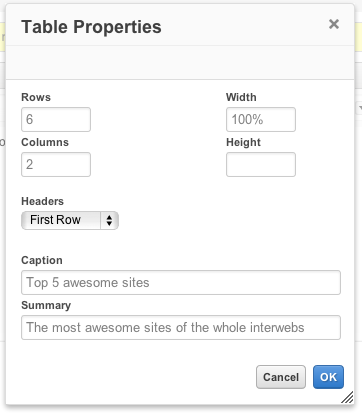 Table Properties
×
Rows
Width
6
100%
Columns
Height
2
Headers
First Row
Caption
Top 5 awesome sites
Summary
The most awesome sites of the whole interwebs
Cancel
OK